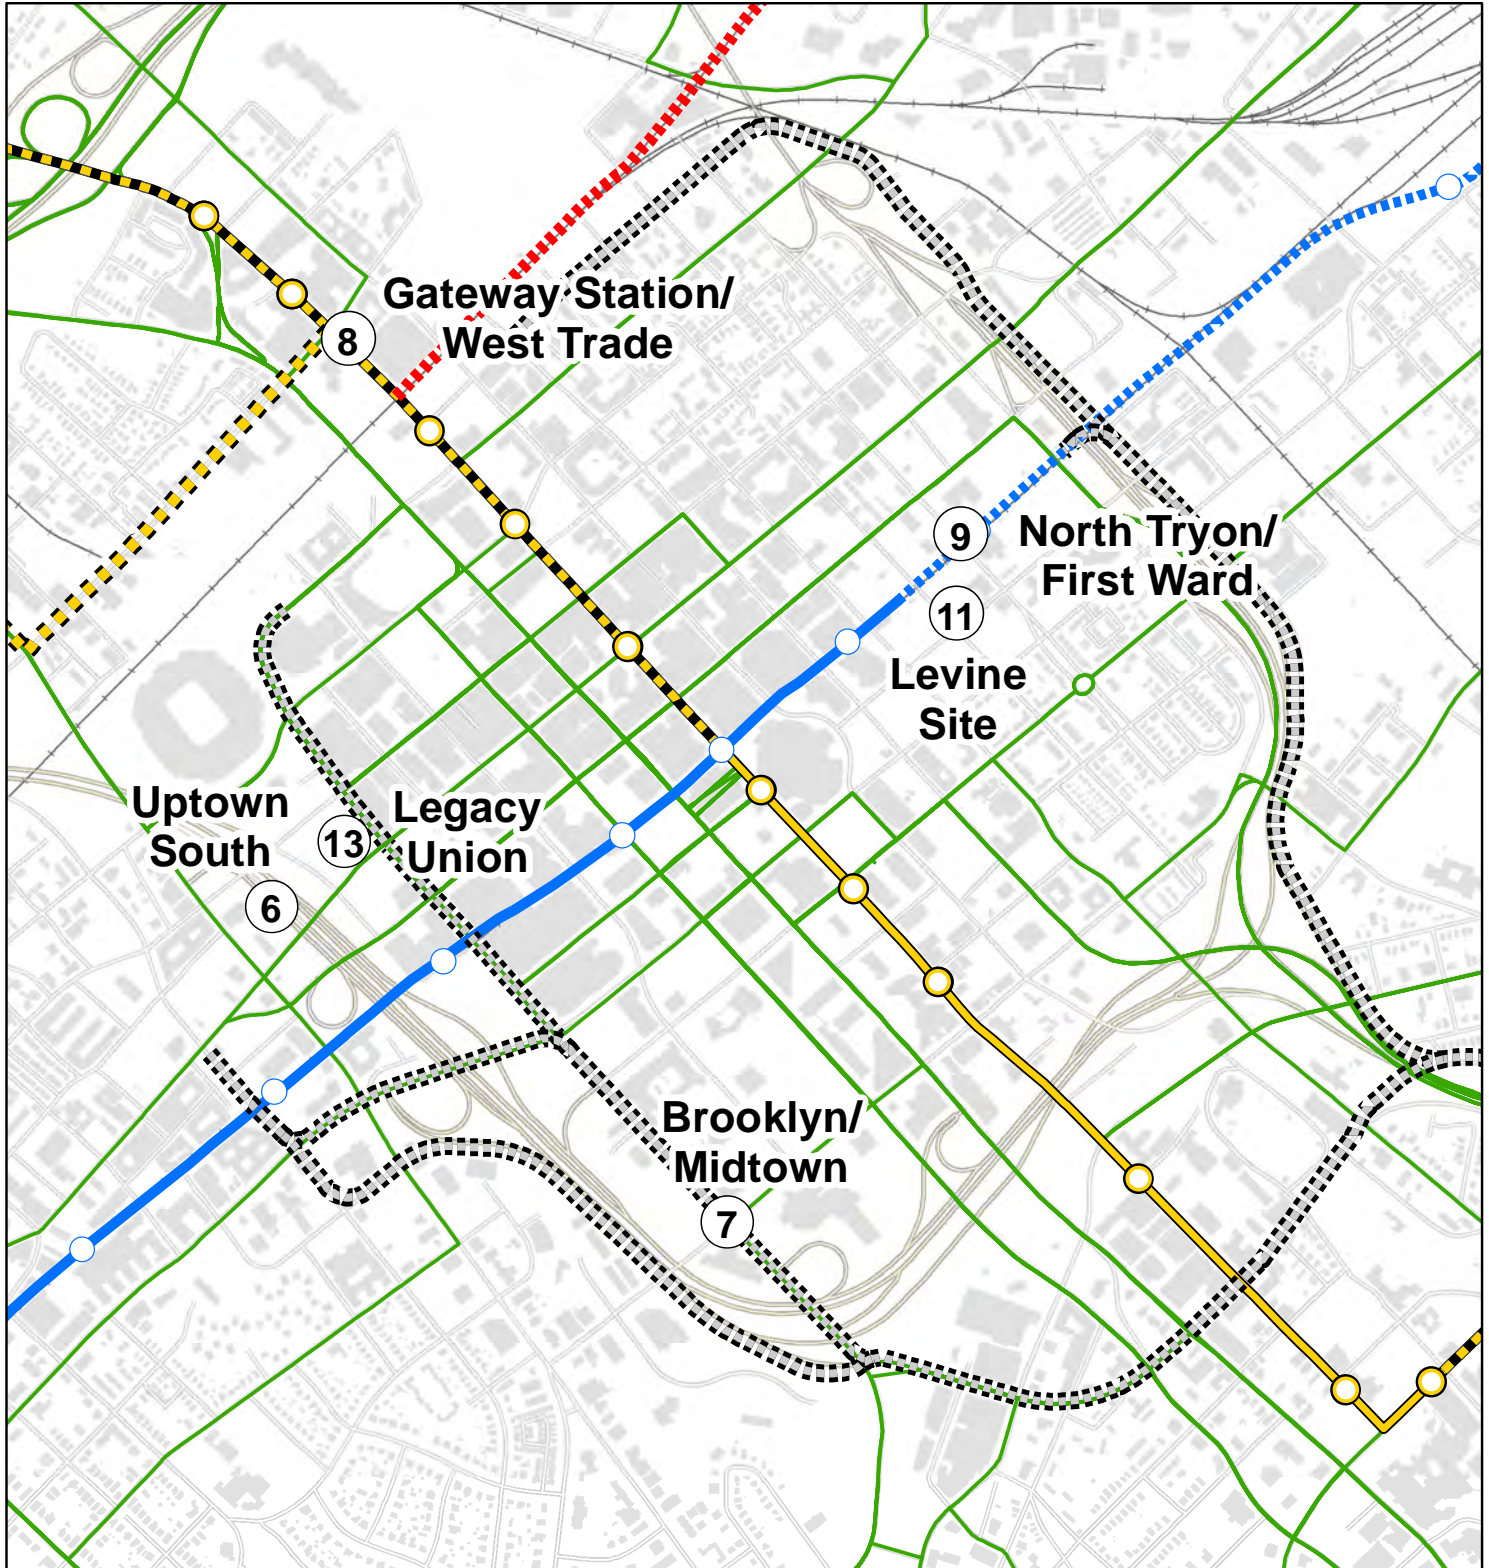 Gateway Station/
West Trade
8
9
North Tryon/
First Ward
11
Levine
Site
Uptown
South
Legacy
Union
13
6
Brooklyn/
Midtown
7